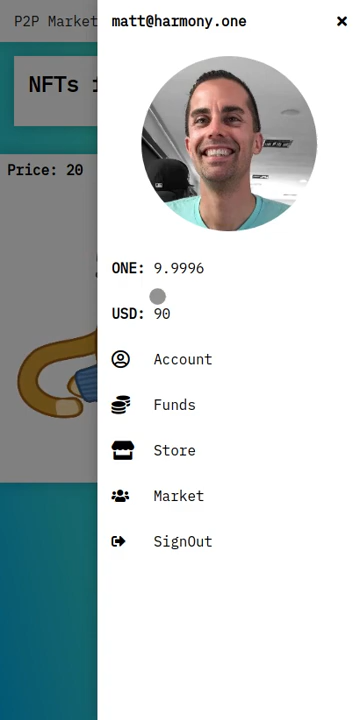 P2P Market
matt@harmony.one
NFTs
Price: 20
ONE: 9.9996
USD: 90
Account
Funds
Store
Market
SignOut